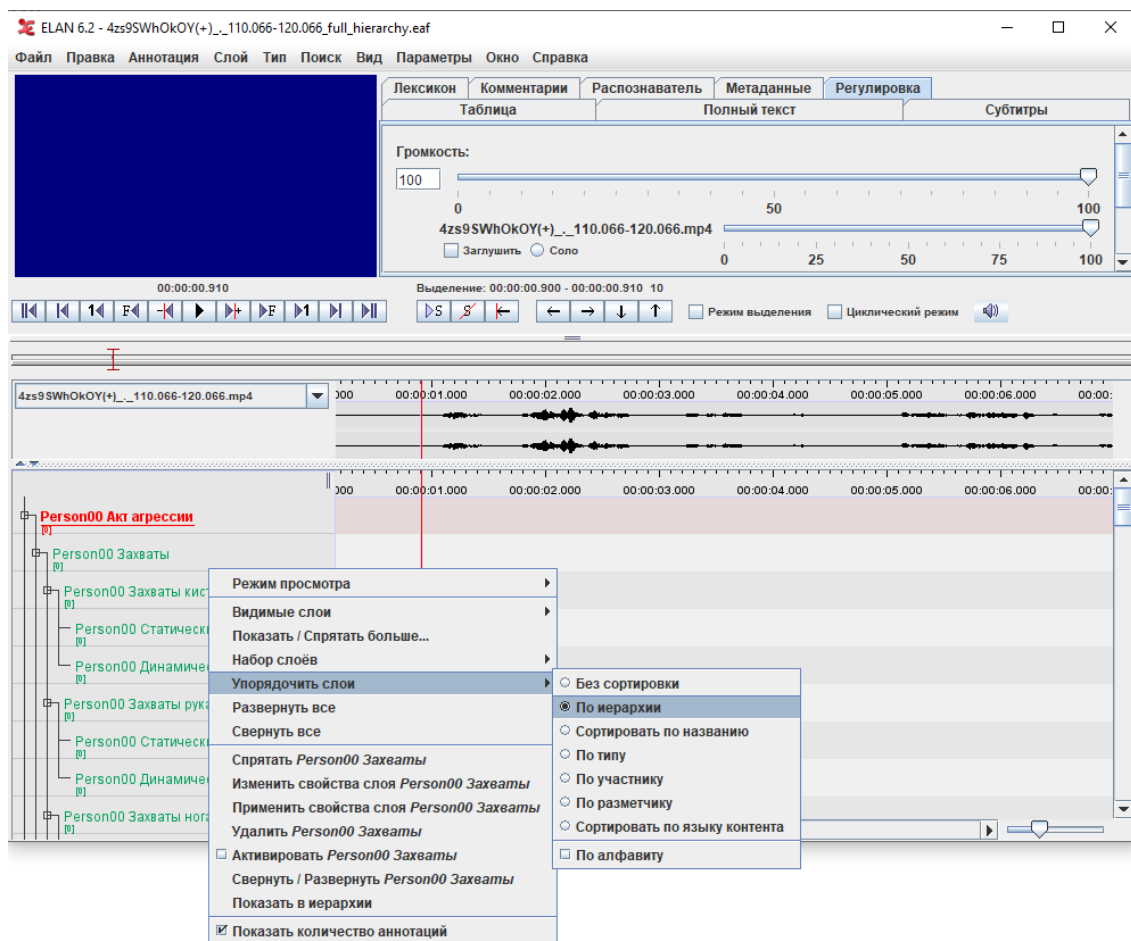 ELAN 6.2 - 4zs9SWhOkOY(+)_._110.066-120.066_full_hierarchy.eaf
Файл Правка Аннотация Слой Тип Поиск Вид Параметры Окно Справка
Лексикон Комментарии Распознаватель Метаданные Регулировка
Таблица Полный текст Субтитры
Громкость:
100
0 50 100
4zs9SWhOkOY(+)_._110.066-120.066.mp4
Заглушить Соло
0 25 50 75 100
00:00:00.910
Выделение: 00:00:00.900 - 00:00:00.910 10
1 F + F 1 S S Режим выделения Циклический режим
4zs9SWhOkOY(+)_._110.066-120.066.mp4
000 00:00:01.000 00:00:02.000 00:00:03.000 00:00:04.000 00:00:05.000 00:00:06.000 00:00:
000 00:00:01.000 00:00:02.000 00:00:03.000 00:00:04.000 00:00:05.000 00:00:06.000 00:00:
Person00 Акт агрессии
[0]
Person00 Захваты
[0]
Person00 Захваты кис
[0]
Person00 Статически
[0]
Person00 Динамичес
[0]
Person00 Захваты рука
[0]
Person00 Статически
[0]
Person00 Динамичес
[0]
Person00 Захваты нога
[0]
Режим просмотра
Видимые слои
Показать / Спрятать больше...
Набор слоёв
Упорядочить слои
Развернуть все
Свернуть все
Спрятать Person00 Захваты
Изменить свойства слоя Person00 Захваты
Применить свойства слоя Person00 Захваты
Удалить Person00 Захваты
Активировать Person00 Захваты
Свернуть / Развернуть Person00 Захваты
Показать в иерархии
Показать количество аннотаций
Без сортировки
По иерархии
Сортировать по названию
По типу
По участнику
По разметчику
Сортировать по языку контента
По алфавиту